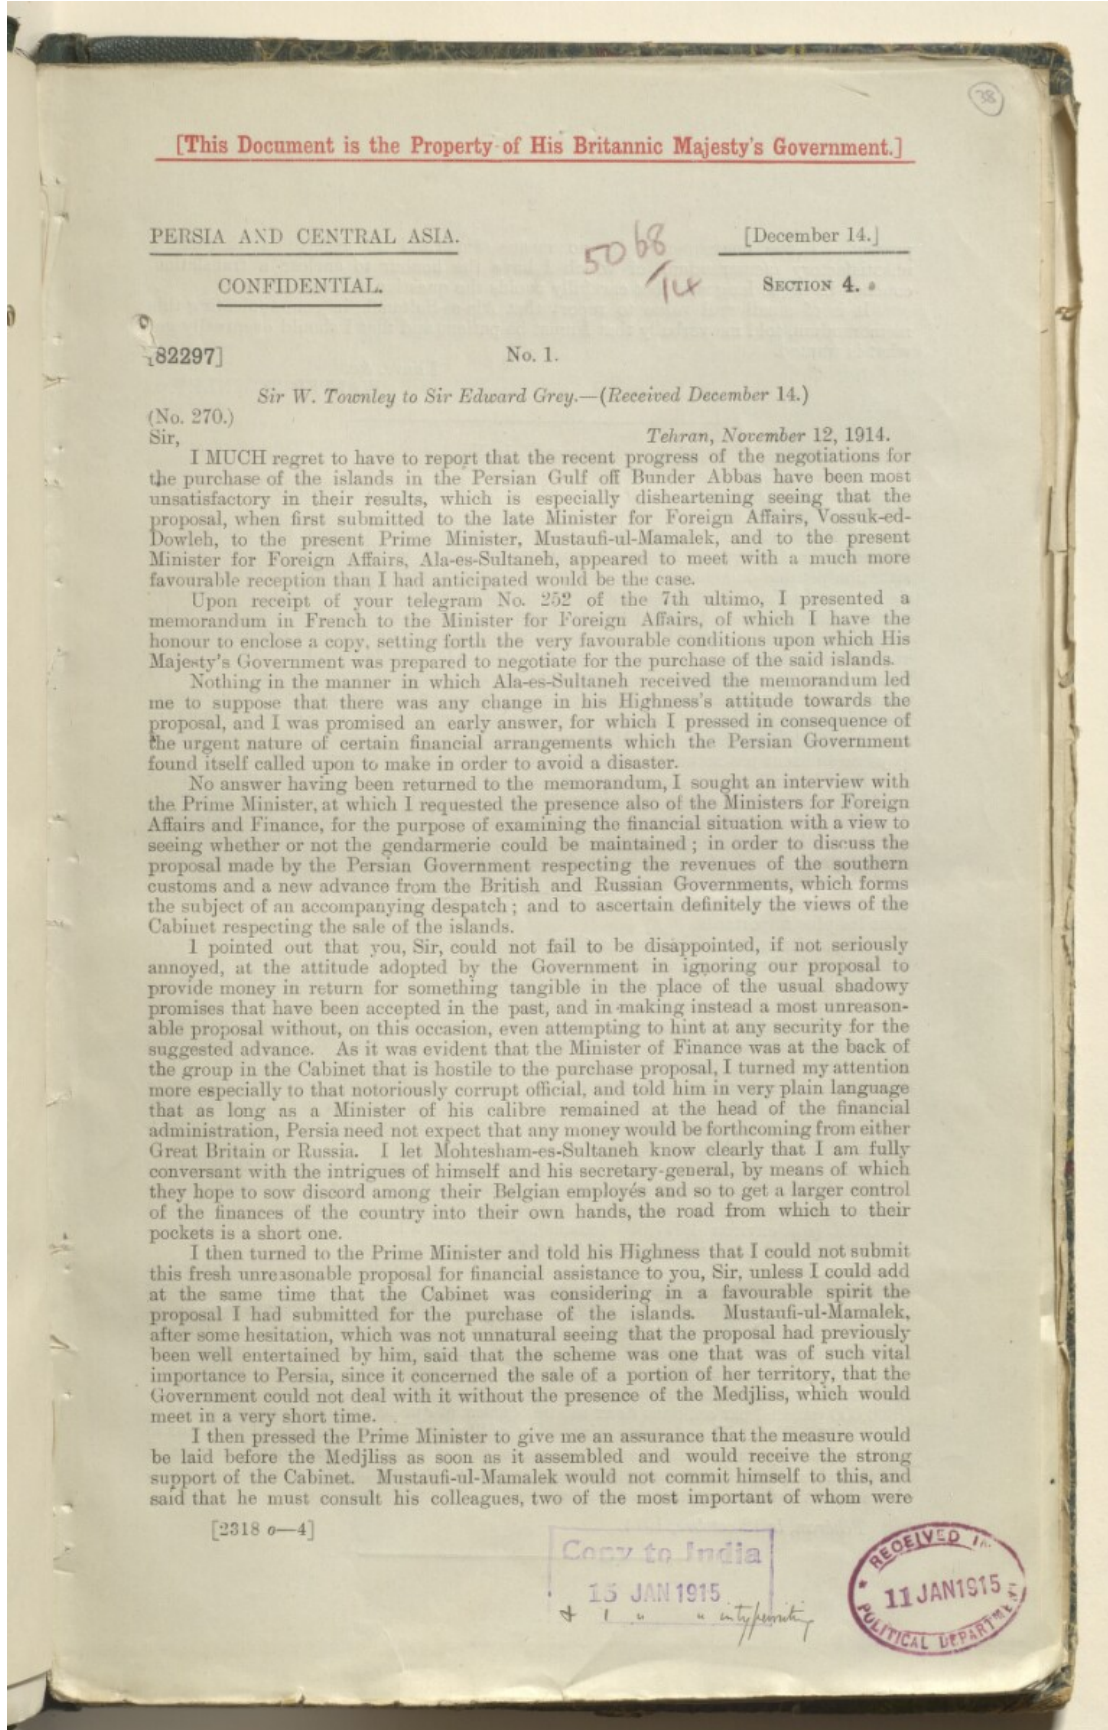 38
[This Document is the Property of His Britannic Majesty's Government.]
PERSIA AND CENTRAL ASIA.
[December 14.]
5068
/14
CONFIDENTIAL.
SECTION 4.
[82297]
No. 1.
Sir W. Townley to Sir Edward Grey.—(Received December 14.)
(No. 270.)
Sir,
Tehran, November 12, 1914.
I MUCH regret to have to report that the recent progress of the negotiations for
the purchase of the islands in the Persian Gulf off Bunder Abbas have been most
unsatisfactory in their results, which is especially disheartening seeing that the
proposal, when first submitted to the late Minister for Foreign Affairs, Vossuk-ed-
Dowleh, to the present Prime Minister, Mustaufi-ul-Mamalek, and to the present
Minister for Foreign Affairs, Ala-es-Sultaneh, appeared to meet with a much more
favourable reception than I had anticipated would be the case.
Upon receipt of your telegram No. 252 of the 7th ultimo, I presented a
memorandum in French to the Minister for Foreign Affairs, of which I have the
honour to enclose a copy, setting forth the very favourable conditions upon which His
Majesty's Government was prepared to negotiate for the purchase of the said islands.
Nothing in the manner in which Ala-es-Sultaneh received the memorandum led
me to suppose that there was any change in his Highness's attitude towards the
proposal, and I was promised an early answer, for which I pressed in consequence of
the urgent nature of certain financial arrangements which the Persian Government
found itself called upon to make in order to avoid a disaster.
No answer having been returned to the memorandum, I sought an interview with
the Prime Minister, at which I requested the presence also of the Ministers for Foreign
Affairs and Finance, for the purpose of examining the financial situation with a view to
seeing whether or not the gendarmerie could be maintained; in order to discuss the
proposal made by the Persian Government respecting the revenues of the southern
customs and a new advance from the British and Russian Governments, which forms
the subject of an accompanying despatch; and to ascertain definitely the views of the
Cabinet respecting the sale of the islands.
I pointed out that you, Sir, could not fail to be disappointed, if not seriously
annoyed, at the attitude adopted by the Government in ignoring our proposal to
provide money in return for something tangible in the place of the usual shadowy
promises that have been accepted in the past, and in making instead a most unreason-
able proposal without, on this occasion, even attempting to hint at any security for the
suggested advance. As it was evident that the Minister of Finance was at the back of
the group in the Cabinet that is hostile to the purchase proposal, I turned my attention
more especially to that notoriously corrupt official, and told him in very plain language
that as long as a Minister of his calibre remained at the head of the financial
administration, Persia need not expect that any money would be forthcoming from either
Great Britain or Russia. I let Mohtesham-es-Sultaneh know clearly that I am fully
conversant with the intrigues of himself and his secretary-general, by means of which
they hope to sow discord among their Belgian employés and so to get a larger control
of the finances of the country into their own hands, the road from which to their
pockets is a short one.
I then turned to the Prime Minister and told his Highness that I could not submit
this fresh unreasonable proposal for financial assistance to you, Sir, unless I could add
at the same time that the Cabinet was considering in a favourable spirit the
proposal I had submitted for the purchase of the islands. Mustaufi-ul-Mamalek,
after some hesitation, which was not unnatural seeing that the proposal had previously
been well entertained by him, said that the scheme was one that was of such vital
importance to Persia, since it concerned the sale of a portion of her territory, that the
Government could not deal with it without the presence of the Medjliss, which would
meet in a very short time.
I then pressed the Prime Minister to give me an assurance that the measure would
be laid before the Medjliss as soon as it assembled and would receive the strong
support of the Cabinet. Mustaufi-ul-Mamalek would not commit himself to this, and
said that he must consult his colleagues, two of the most important of whom were
[2318 o—4]
Copy to India
15 JAN 1915
& 1 " " in typewriting
RECEIVED IN
11 JAN 1915
POLITICAL DEPARTMENT